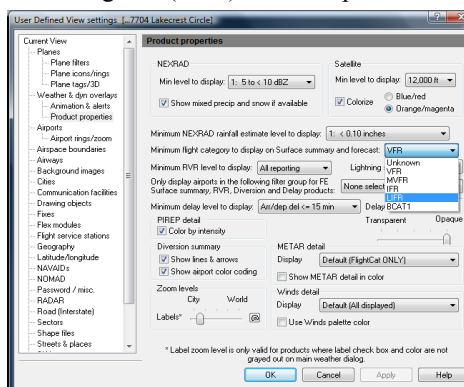 User Defined View settings [...7704 Lakecrest Circle]
Current View
Planes
Plane filters
Plane icons/rings
Plane tags/3D
Weather & dyn overlays
Animation & alerts
Product properties
Airports
Airport rings/zoom
Airspace boundaries
Airways
Background images
Cities
Communication facilities
Drawing objects
Fixes
Flex modules
Flight service stations
Geography
Latitude/longitude
NAVAIDs
NOMAD
Password / misc.
RADAR
Road (Interstate)
Sectors
Shape files
Streets & places
Product properties
NEXRAD
Min level to display: 1: 5 to < 10 dBZ
Show mixed precip and snow if available
Satellite
Min level to display: 12,000 ft
Colorize
Blue/red
Orange/magenta
Minimum NEXRAD rainfall estimate level to display: 1: < 0.10 inches
Minimum flight category to display on Surface summary and forecast: VFR
Unknown
VFR
MVFR
IFR
LIFR
BCAT1
Minimum RVR level to display: All reporting
Lightning
Only display airports in the following filter group for FE
Surface summary, RVR, Diversion and Delay products:
None select
Minimum delay level to display: Arr/dep del <= 15 min
Delay
PIREP detail
Color by intensity
Transparent
Opaque
Diversion summary
Show lines & arrows
Show airport color coding
METAR detail
Display Default (FlightCat ONLY)
Show METAR detail in color
Zoom levels
City World
Labels*
Winds detail
Display Default (All displayed)
Use Winds palette color
* Label zoom level is only valid for products where label check box and color are not
grayed out on main weather dialog.
OK Cancel Apply Help